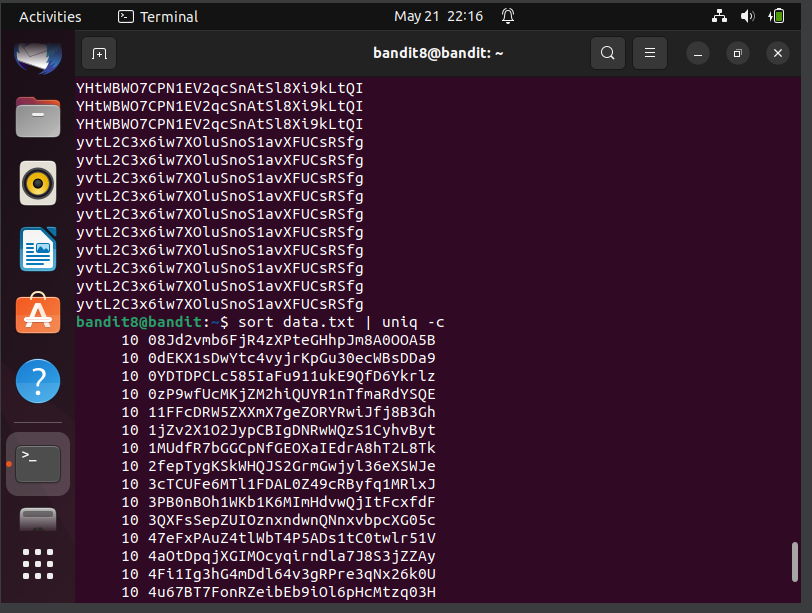 Activities
Terminal
May 21 22:16
bandit8@bandit: ~
YHtWBWO7CPN1EV2qcSnAtSl8Xi9kLtQI
YHtWBWO7CPN1EV2qcSnAtSl8Xi9kLtQI
YHtWBWO7CPN1EV2qcSnAtSl8Xi9kLtQI
yvtL2C3x6iw7XOluSnoS1avXFUCsRSfg
yvtL2C3x6iw7XOluSnoS1avXFUCsRSfg
yvtL2C3x6iw7XOluSnoS1avXFUCsRSfg
yvtL2C3x6iw7XOluSnoS1avXFUCsRSfg
yvtL2C3x6iw7XOluSnoS1avXFUCsRSfg
yvtL2C3x6iw7XOluSnoS1avXFUCsRSfg
yvtL2C3x6iw7XOluSnoS1avXFUCsRSfg
yvtL2C3x6iw7XOluSnoS1avXFUCsRSfg
yvtL2C3x6iw7XOluSnoS1avXFUCsRSfg
yvtL2C3x6iw7XOluSnoS1avXFUCsRSfg
bandit8@bandit:~$ sort data.txt | uniq -c
10 08Jd2vmb6FjR4zXPteGHhpJm8A0OOA5B
10 0dEKX1sDwYtc4vyjrKpGu30ecWBsDDa9
10 0YDTDPCLc585IaFu911ukE9QfD6Ykrlz
10 0zP9wfUcMKjZM2hiQUYR1nTfmaRdYSQE
10 11FFcDRW5ZXXmX7geZORYRwiJfj8B3Gh
10 1jZv2X1O2JypCBIgDNRwWQzS1CyhvByt
10 1MUdfR7bGGCpNfGEOXaIEdrA8hT2L8Tk
10 2fepTygKSkWHQJS2GrmGwjyl36eXSWJe
10 3cTCUFe6MTl1FDAL0Z49cRByfq1MRlxJ
10 3PB0nBOh1WKb1K6MImHdvwQjItFcxfdF
10 3QXFsSepZUIOznxndwnQNnxvbpcXG05c
10 47eFxPAuZ4tlWbT4P5ADs1tC0twlr51V
10 4aOtDpqjXGIMOcyqirndla7J8S3jZZAy
10 4Fi1Ig3hG4mDdl64v3gRPre3qNx26k0U
10 4u67BT7FonRZeibEb9iOl6pHcMtzq03H